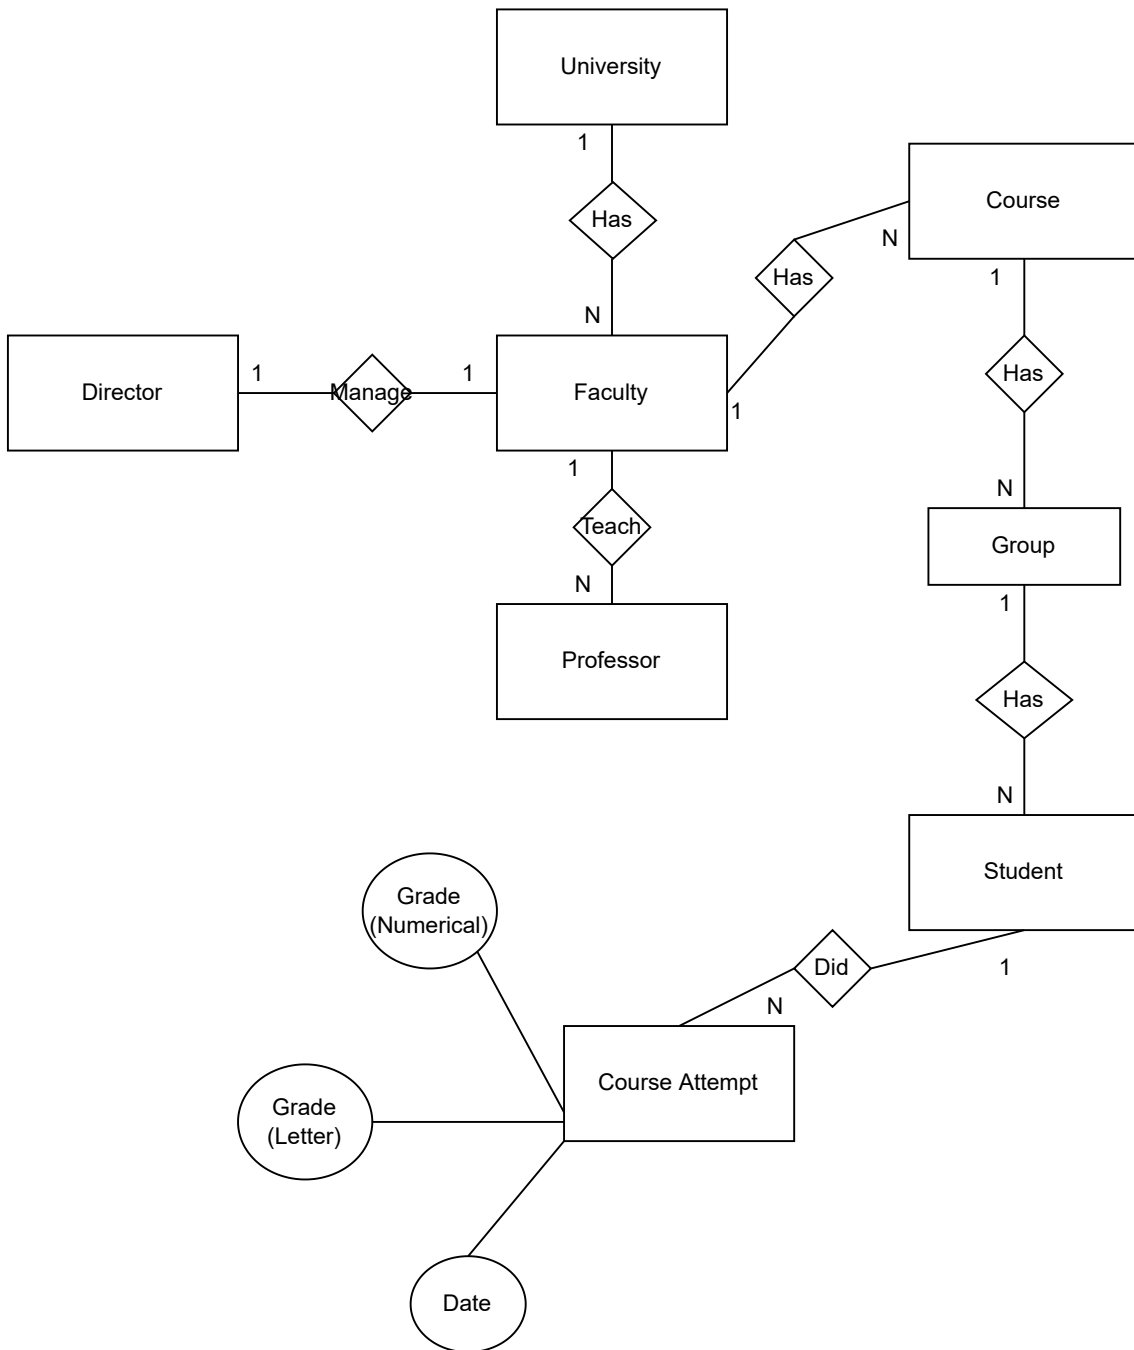 University
1
Has
N
Course
N
1
Has
1
Director
1
Manage
1
Faculty
1
Teach
N
Professor
Has
N
Group
1
Has
N
Student
1
Did
N
Course Attempt
Grade
(Numerical)
Grade
(Letter)
Date